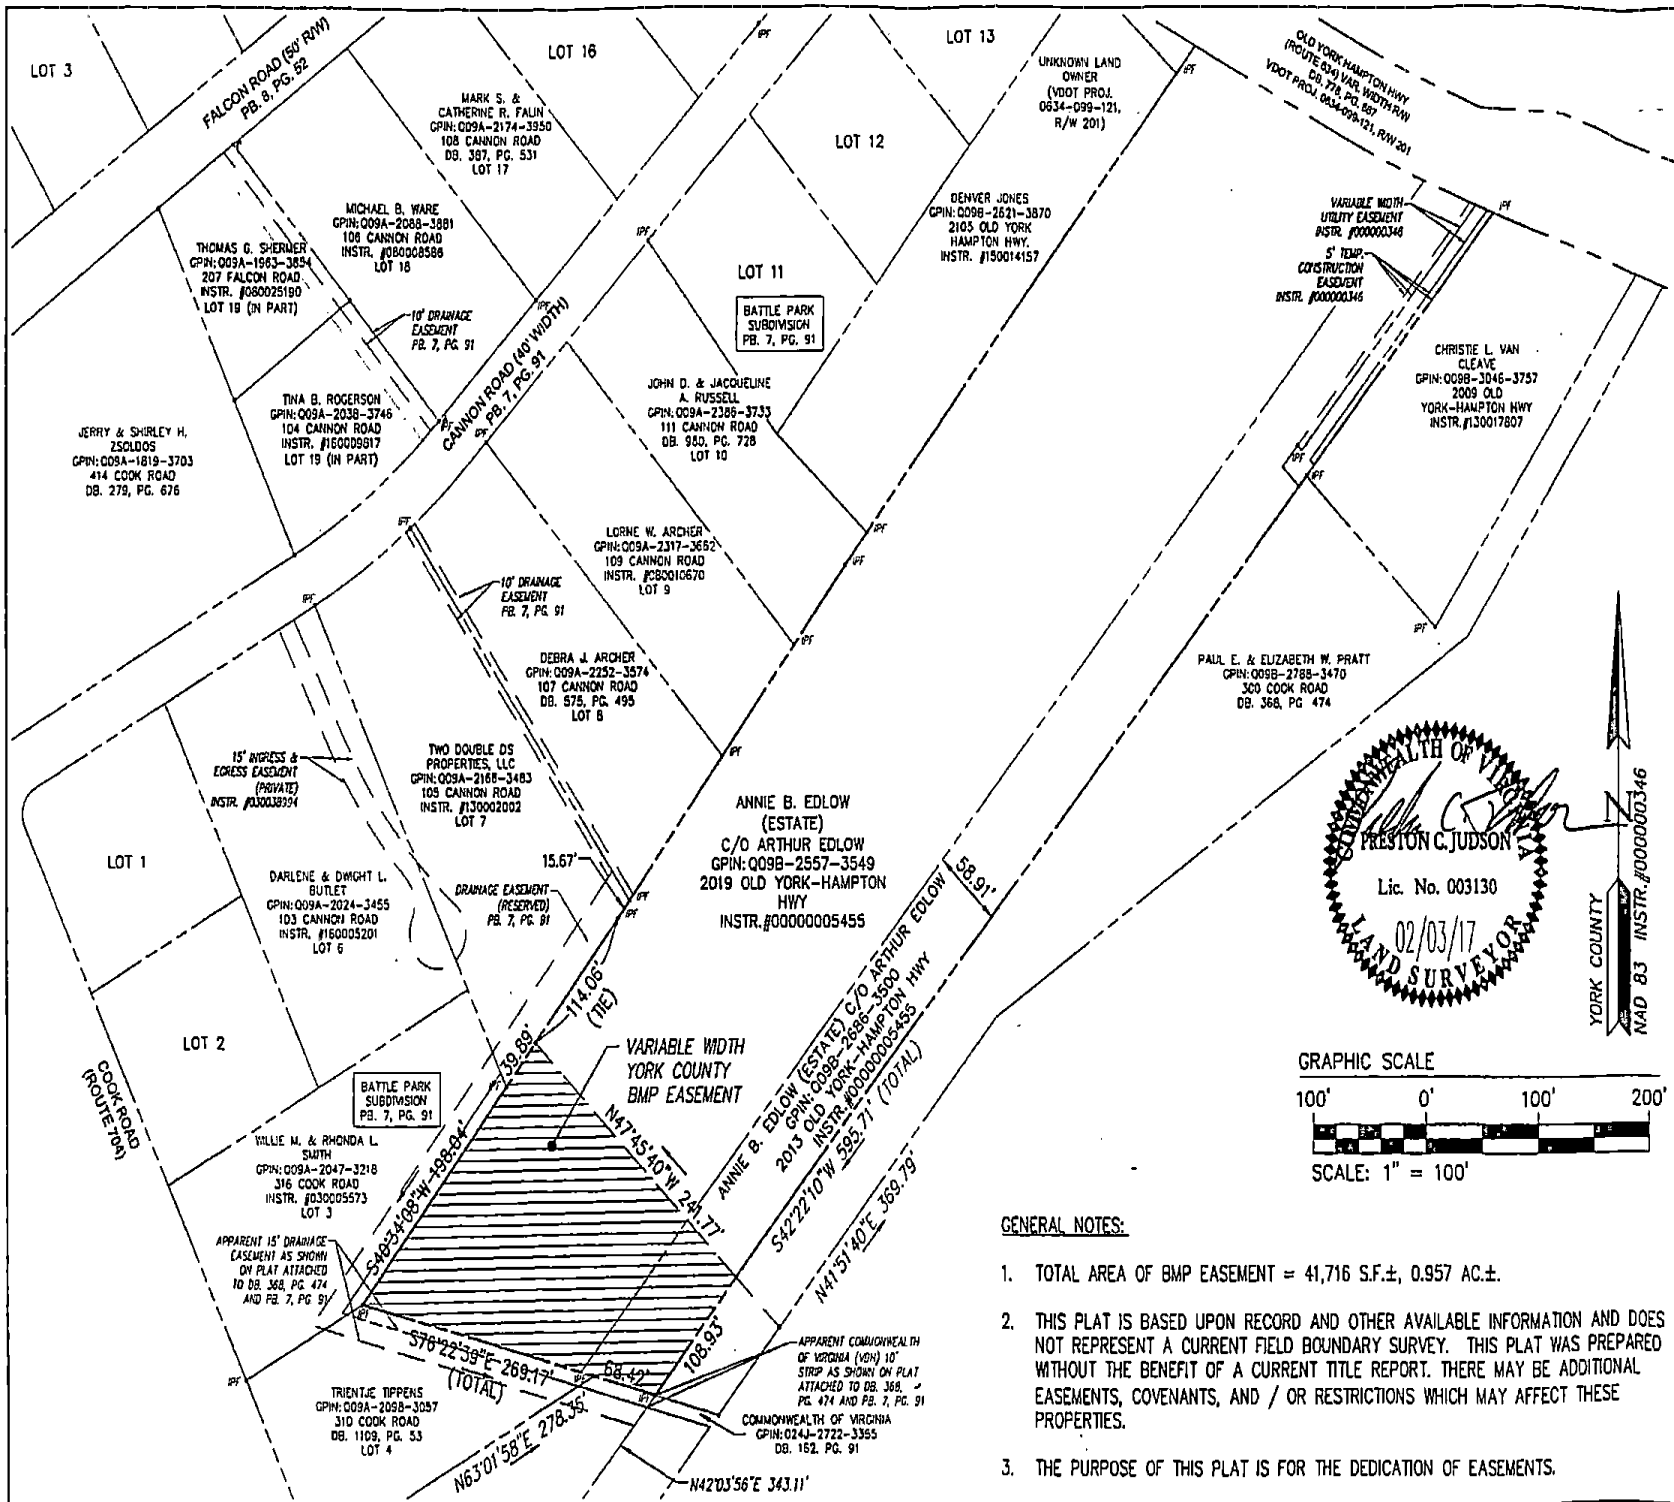 LOT 3
FALCON ROAD (50' R/W)
PB. 8, PG. 52
LOT 16
LOT 13
MARK S. &
CATHERINE R. FALIN
GPIN: Q09A-2174-3950
108 CANNON ROAD
DB. 387, PG. 531
LOT 17
UNKNOWN LAND
OWNER
(VDOT PROJ.
0634-099-121,
R/W 201)
OLD YORK HAMPTON HWY
(ROUTE 634) VAR. WIDTH R/W
DB. 778, PG. 687
VDOT PROJ. 0634-099-121, R/W 201
LOT 12
MICHAEL B. WARE
GPIN: Q09A-2088-3881
106 CANNON ROAD
INSTR. #080008586
LOT 18
THOMAS G. SHERMER
GPIN: Q09A-1963-3854
207 FALCON ROAD
INSTR. #060025190
LOT 19 (IN PART)
DENVER JONES
GPIN: Q09B-2621-3870
2105 OLD YORK
HAMPTON HWY.
INSTR. #150014157
VARIABLE WIDTH
UTILITY EASEMENT
INSTR. #000000346
5' TEMP.
CONSTRUCTION
EASEMENT
INSTR. #000000346
LOT 11
BATTLE PARK
SUBDIVISION
PB. 7, PG. 91
10' DRAINAGE
EASEMENT
PB. 7, PG. 91
CANNON ROAD (40' WIDTH)
PB. 7, PG. 91
CHRISTIE L. VAN
CLEAVE
GPIN: Q09B-3046-3757
2009 OLD
YORK-HAMPTON HWY
INSTR. #130017807
JOHN D. & JACQUELINE
A. RUSSELL
GPIN: Q09A-2386-3733
111 CANNON ROAD
DB. 980, PG. 728
LOT 10
TINA B. ROGERSON
GPIN: Q09A-2038-3746
104 CANNON ROAD
INSTR. #160009817
LOT 19 (IN PART)
JERRY & SHIRLEY H.
ZSOLDOS
GPIN: Q09A-1819-3703
414 COOK ROAD
DB. 279, PG. 676
LORNE W. ARCHER
GPIN: Q09A-2317-3662
109 CANNON ROAD
INSTR. #080010670
LOT 9
10' DRAINAGE
EASEMENT
PB. 7, PG. 91
DEBRA J. ARCHER
GPIN: Q09A-2252-3574
107 CANNON ROAD
DB. 575, PG. 495
LOT 8
PAUL E. & ELIZABETH W. PRATT
GPIN: Q09B-2788-3470
300 COOK ROAD
DB. 368, PG 474
15' INGRESS &
EGRESS EASEMENT
(PRIVATE)
INSTR. #030038994
TWO DOUBLE DS
PROPERTIES, LLC
GPIN: Q09A-2168-3483
105 CANNON ROAD
INSTR. #130002002
LOT 7
ANNIE B. EDLOW
(ESTATE)
C/O ARTHUR EDLOW
GPIN: Q09B-2557-3549
2019 OLD YORK-HAMPTON
HWY
INSTR.#00000005455
COMMONWEALTH OF VIRGINIA
PRESTON C. JUDSON
Lic. No. 003130
02/03/17
LAND SURVEYOR
N
YORK COUNTY
NAD 83 INSTR.#000000346
LOT 1
15.67'
DARLENE & DWIGHT L.
BUTLET
GPIN: Q09A-2024-3455
103 CANNON ROAD
INSTR. #160005201
LOT 6
DRAINAGE EASEMENT
(RESERVED)
PB. 7, PG. 91
58.91'
114.06'
(TIE)
LOT 2
39.89'
VARIABLE WIDTH
YORK COUNTY
BMP EASEMENT
ANNIE B. EDLOW (ESTATE) C/O ARTHUR EDLOW
GPIN: Q09B-2686-3500
2013 OLD YORK-HAMPTON HWY
INSTR.#00000005455
S42°22'10"W 595.71' (TOTAL)
N41°51'40"E 369.79'
GRAPHIC SCALE
100' 0' 100' 200'
SCALE: 1" = 100'
COOK ROAD
(ROUTE 704)
BATTLE PARK
SUBDIVISION
PB. 7, PG. 91
N47°45'40"W 241.77'
WILLIE M. & RHONDA L.
SMITH
GPIN: Q09A-2047-3218
316 COOK ROAD
INSTR. #030005573
LOT 3
S40°34'08"W 198.04'
APPARENT 15' DRAINAGE
EASEMENT AS SHOWN
ON PLAT ATTACHED
TO DB. 368, PG. 474
AND PB. 7, PG. 91
S76°22'39"E 269.17'
(TOTAL)
68.42'
108.93'
TRIENTJE TIPPENS
GPIN: Q09A-2098-3057
310 COOK ROAD
DB. 1109, PG. 53
LOT 4
N63°01'58"E 278.36'
APPARENT COMMONWEALTH
OF VIRGINIA (VDH) 10'
STRIP AS SHOWN ON PLAT
ATTACHED TO DB. 368,
PG. 474 AND PB. 7, PG. 91
COMMONWEALTH OF VIRGINIA
GPIN: Q24J-2722-3365
DB. 162, PG. 91
N42°03'56"E 343.11'
GENERAL NOTES:
1. TOTAL AREA OF BMP EASEMENT = 41,716 S.F.±, 0.957 AC.±.
2. THIS PLAT IS BASED UPON RECORD AND OTHER AVAILABLE INFORMATION AND DOES
NOT REPRESENT A CURRENT FIELD BOUNDARY SURVEY. THIS PLAT WAS PREPARED
WITHOUT THE BENEFIT OF A CURRENT TITLE REPORT. THERE MAY BE ADDITIONAL
EASEMENTS, COVENANTS, AND / OR RESTRICTIONS WHICH MAY AFFECT THESE
PROPERTIES.
3. THE PURPOSE OF THIS PLAT IS FOR THE DEDICATION OF EASEMENTS.